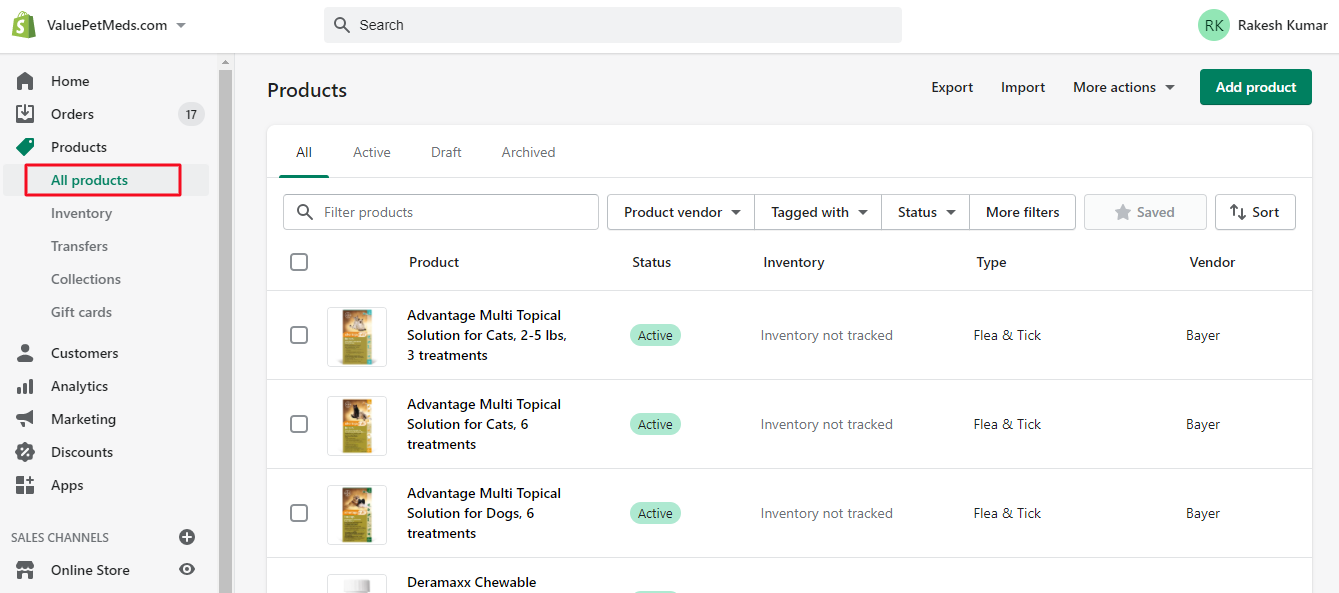 ValuePetMeds.com
Search
RK
Rakesh Kumar
Home
Orders
17
Products
All products
Inventory
Transfers
Collections
Gift cards
Customers
Analytics
Marketing
Discounts
Apps
SALES CHANNELS
Online Store
Products
Export
Import
More actions
Add product
All
Active
Draft
Archived
Filter products
Product vendor
Tagged with
Status
More filters
Saved
Sort
Product
Status
Inventory
Type
Vendor
Advantage Multi Topical
Solution for Cats, 2-5 lbs,
3 treatments
Active
Inventory not tracked
Flea & Tick
Bayer
Advantage Multi Topical
Solution for Cats, 6
treatments
Active
Inventory not tracked
Flea & Tick
Bayer
Advantage Multi Topical
Solution for Dogs, 6
treatments
Active
Inventory not tracked
Flea & Tick
Bayer
Deramaxx Chewable